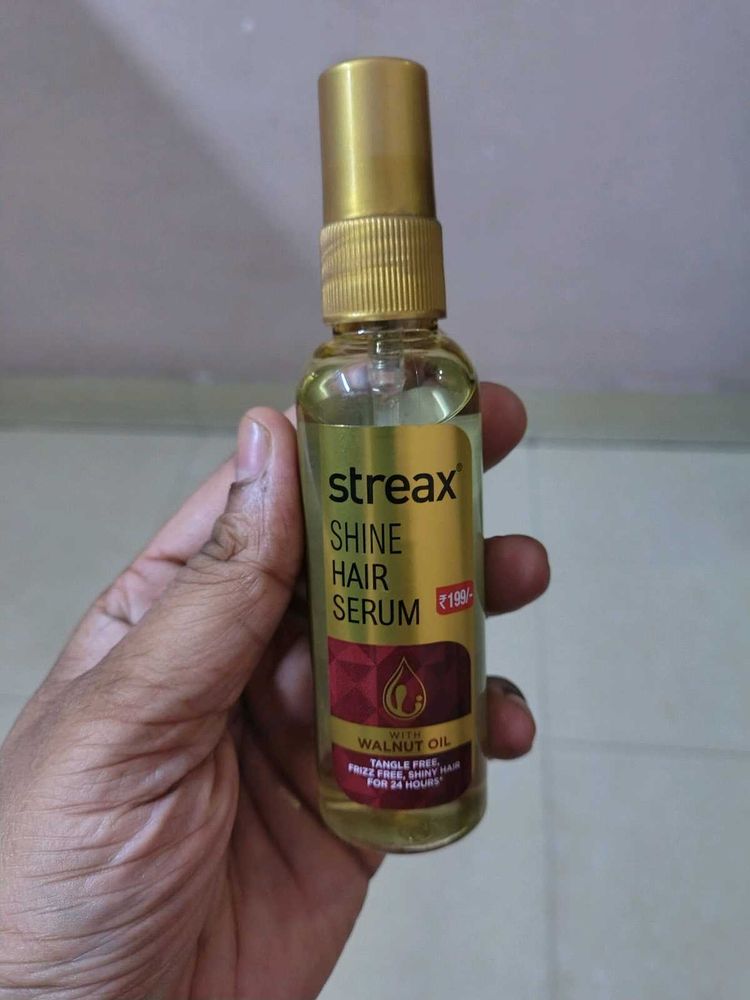 streax®
SHINE
HAIR
SERUM
₹199/-
WITH
WALNUT OIL
TANGLE FREE,
FRIZZ FREE, SHINY HAIR
FOR 24 HOURS*